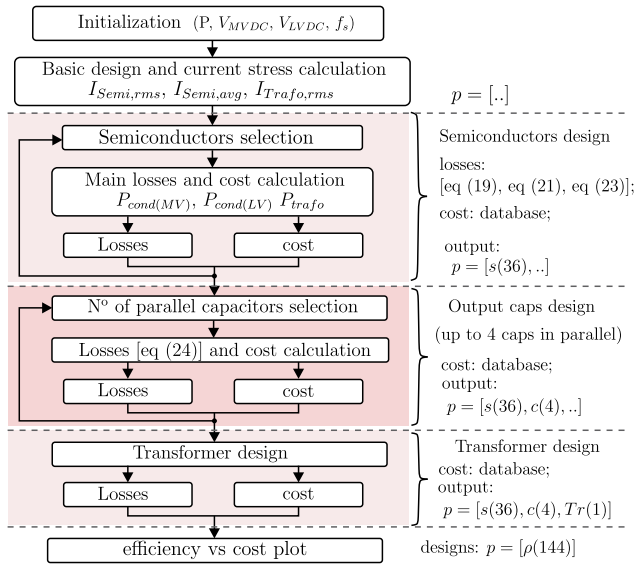 Initialization (P, V_MVDC, V_LVDC, f_s)
Basic design and current stress calculation
I_Semi,rms, I_Semi,avg, I_Trafo,rms
p = [..]
Semiconductors selection
Main losses and cost calculation
P_cond(MV), P_cond(LV) P_trafo
Losses
cost
Semiconductors design
losses:
[eq (19), eq (21), eq (23)];
cost: database;
output:
p = [s(36), ..]
Nº of parallel capacitors selection
Losses [eq (24)] and cost calculation
Losses
cost
Output caps design
(up to 4 caps in parallel)
cost: database;
output:
p = [s(36), c(4), ..]
Transformer design
Losses
cost
Transformer design
cost: database;
output:
p = [s(36), c(4), Tr(1)]
efficiency vs cost plot
designs: p = [ρ(144)]